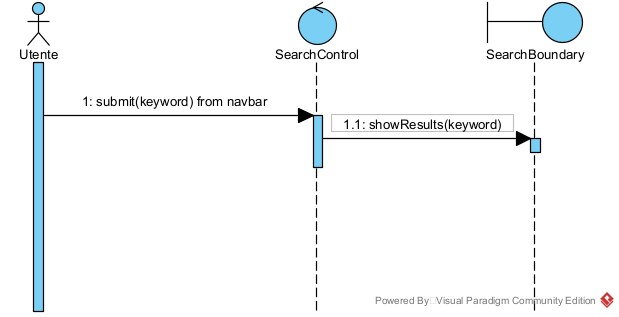 Utente
SearchControl
SearchBoundary
1: submit(keyword) from navbar
1.1: showResults(keyword)
Powered By Visual Paradigm Community Edition